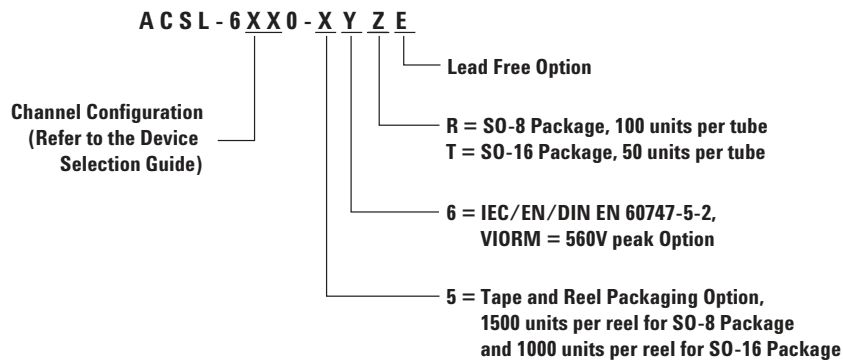 ACSL-6XX0-XYZE
Lead Free Option
Channel Configuration
(Refer to the Device
Selection Guide)
R = SO-8 Package, 100 units per tube
T = SO-16 Package, 50 units per tube
6 = IEC/EN/DIN EN 60747-5-2,
VIORM = 560V peak Option
5 = Tape and Reel Packaging Option,
1500 units per reel for SO-8 Package
and 1000 units per reel for SO-16 Package